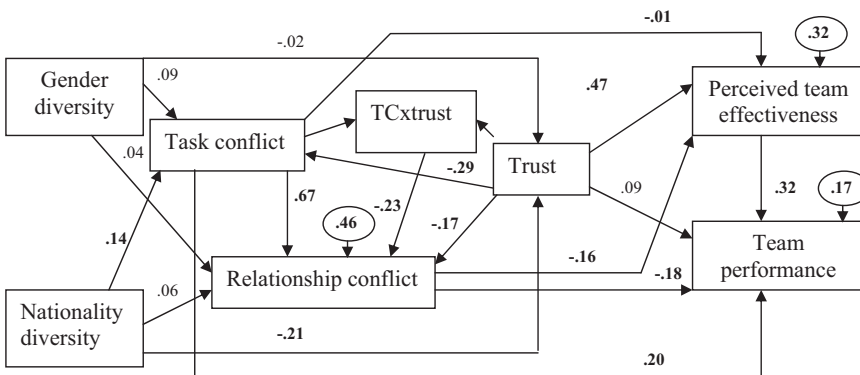 -.01
-.02
.32
Gender
diversity
.09
.47
Perceived team
effectiveness
TCxtrust
Task conflict
Trust
.04
-.29
.09
.32
.17
.67
-.23
-.17
.46
.14
Team
performance
Relationship conflict
-.16
-.18
.06
Nationality
diversity
-.21
.20